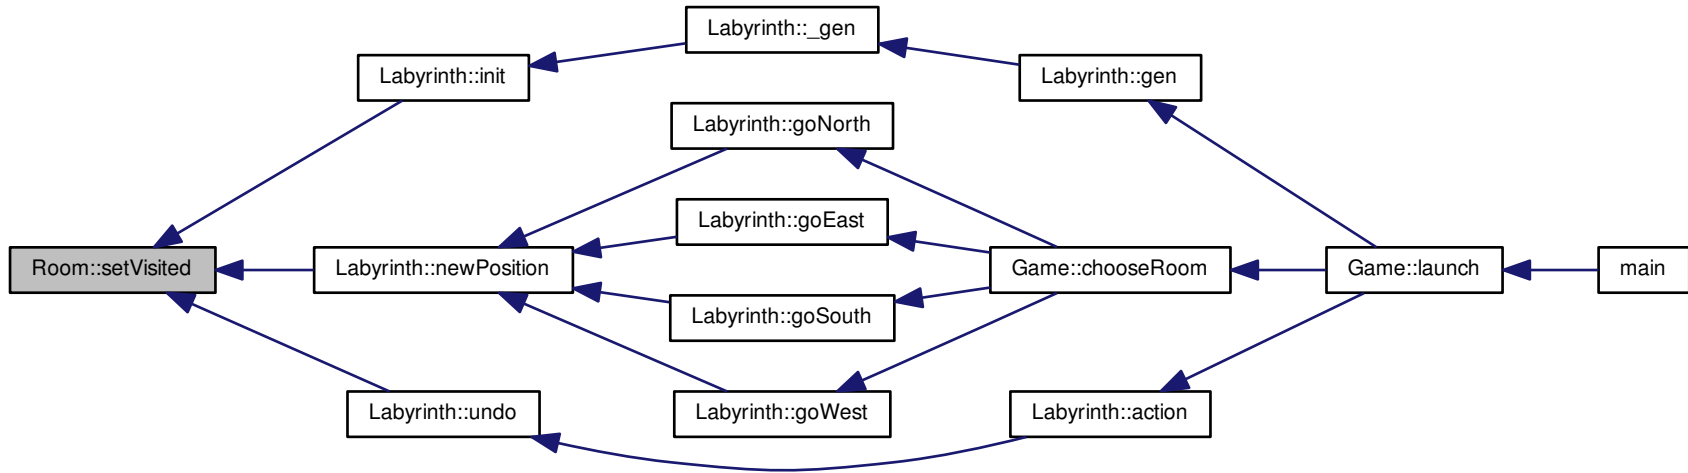 Labyrinth::_gen
Labyrinth::init
Labyrinth::gen
Labyrinth::goNorth
Labyrinth::goEast
Room::setVisited
Labyrinth::newPosition
Game::chooseRoom
Game::launch
main
Labyrinth::goSouth
Labyrinth::undo
Labyrinth::goWest
Labyrinth::action